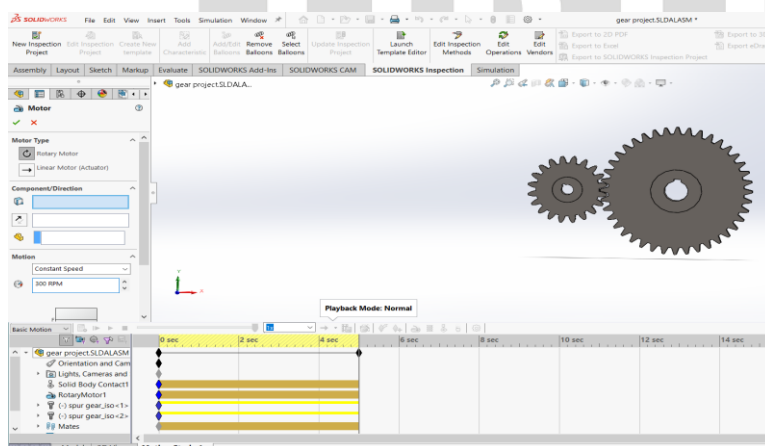 SOLIDWORKS File Edit View Insert Tools Simulation Window gear project.SLDALASM *
New Inspection Project
Edit Inspection Project
Create New template
Add Characteristic
Add/Edit Balloons
Remove Balloons
Select Balloons
Update Inspection Project
Launch Template Editor
Edit Inspection Methods
Edit Operations
Edit Vendors
Export to 2D PDF
Export to Excel
Export to SOLIDWORKS Inspection Project
Export to 3D
Export eDra
Assembly Layout Sketch Markup Evaluate SOLIDWORKS Add-Ins SOLIDWORKS CAM SOLIDWORKS Inspection Simulation
gear project.SLDALA...
Motor
Motor Type
Rotary Motor
Linear Motor (Actuator)
Component/Direction
Motion
Constant Speed
300 RPM
Playback Mode: Normal
Basic Motion 1x
0 sec 2 sec 4 sec 6 sec 8 sec 10 sec 12 sec 14 sec
gear project.SLDALASM
Orientation and Cam
Lights, Cameras and
Solid Body Contact1
RotaryMotor1
(-) spur gear_iso<1>
(-) spur gear_iso<2>
Mates